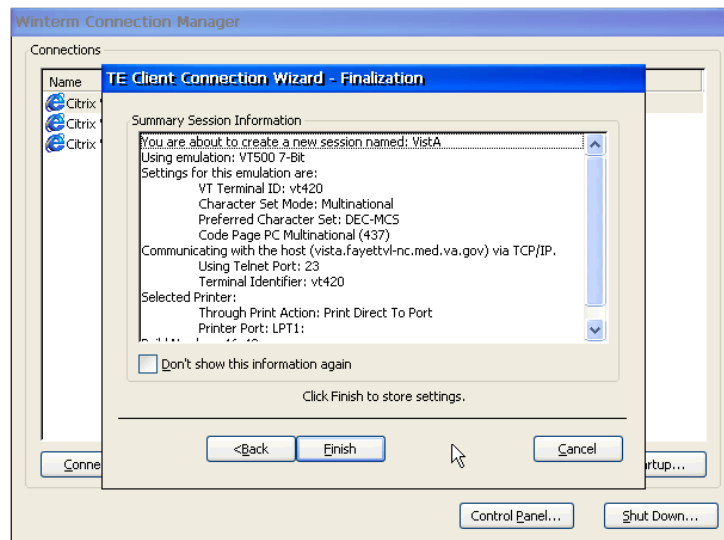 Winterm Connection Manager
Connections
Name
TE Client Connection Wizard - Finalization
Citrix
Citrix
Citrix
Summary Session Information
You are about to create a new session named: VistA
Using emulation: VT500 7-Bit
Settings for this emulation are:
VT Terminal ID: vt420
Character Set Mode: Multinational
Preferred Character Set: DEC-MCS
Code Page PC Multinational (437)
Communicating with the host (vista.fayettvl-nc.med.va.gov) via TCP/IP.
Using Telnet Port: 23
Terminal Identifier: vt420
Selected Printer:
Through Print Action: Print Direct To Port
Printer Port: LPT1:
Don't show this information again
Click Finish to store settings.
<Back
Finish
Cancel
Conne
rtup...
Control Panel...
Shut Down...